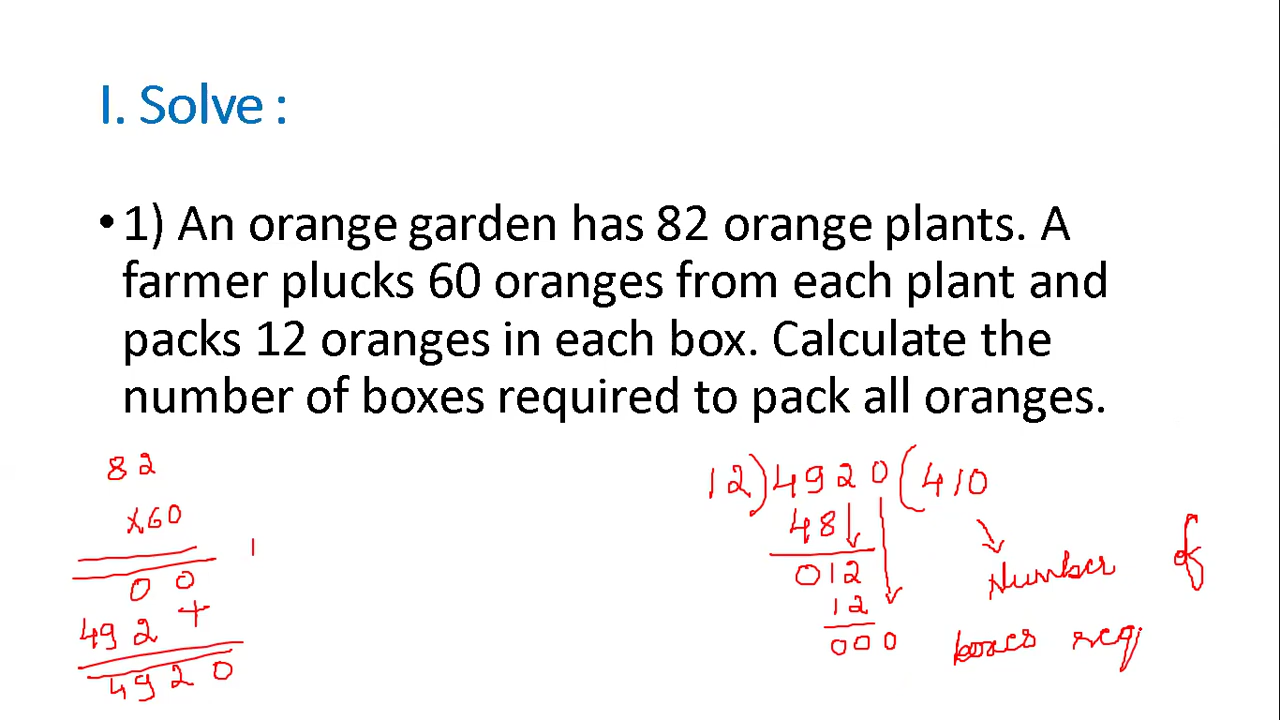 I. Solve :
• 1) An orange garden has 82 orange plants. A
farmer plucks 60 oranges from each plant and
packs 12 oranges in each box. Calculate the
number of boxes required to pack all oranges.
82
×60
00
492+
4920
12)4920(410
48
012
12
000
Number of
boxes req